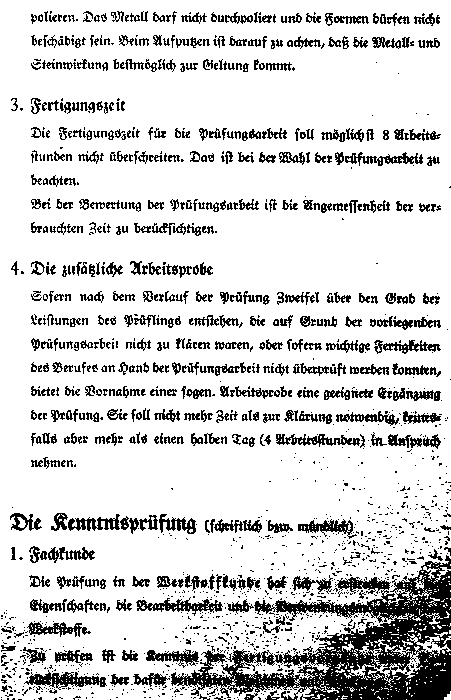 polieren. Das Metall darf nicht durchpoliert und die Formen dürfen nicht
beschädigt sein. Beim Aufputzen ist darauf zu achten, daß die Metall- und
Steinwirkung bestmöglich zur Geltung kommt.
3. Fertigungszeit
Die Fertigungszeit für die Prüfungsarbeit soll möglichst 8 Arbeits-
stunden nicht überschreiten. Das ist bei der Wahl der Prüfungsarbeit zu
beachten.
Bei der Bewertung der Prüfungsarbeit ist die Angemessenheit der ver-
brauchten Zeit zu berücksichtigen.
4. Die zusätzliche Arbeitsprobe
Sofern nach dem Verlauf der Prüfung Zweifel über den Grad der
Leistungen des Prüflings entstehen, die auf Grund der vorliegenden
Prüfungsarbeit nicht zu klären waren, oder sofern wichtige Fertigkeiten
des Berufes an Hand der Prüfungsarbeit nicht überprüft werden konnten,
bietet die Vornahme einer sogen. Arbeitsprobe eine geeignete Ergänzung
der Prüfung. Sie soll nicht mehr Zeit als zur Klärung notwendig, keines-
falls aber mehr als einen halben Tag (4 Arbeitsstunden) in Anspruch
nehmen.
Die Kenntnisprüfung (schriftlich bzw. mündlich)
1. Fachkunde
Die Prüfung in der Werkstoffkunde hat sich zu erstrecken auf
Eigenschaften, die Bearbeitbarkeit und die
Werkstoffe.
Zu prüfen ist die Kenntnis der
der dafür